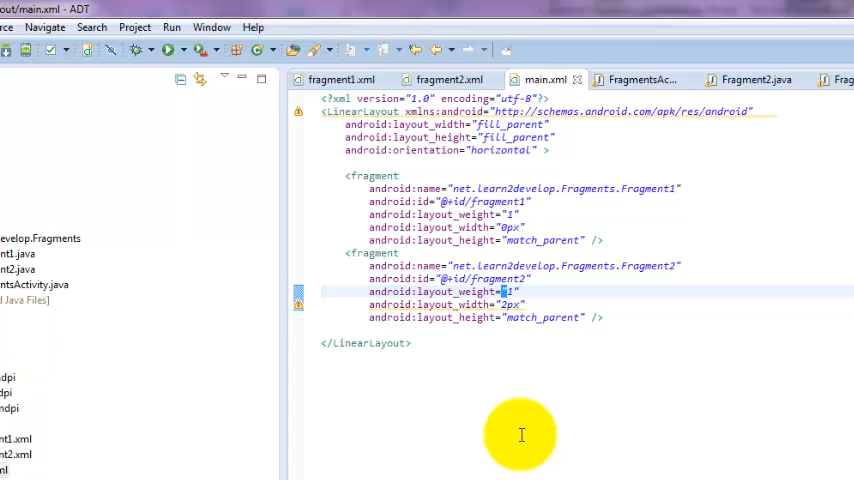 out/main.xml - ADT
rce Navigate Search Project Run Window Help
fragment1.xml fragment2.xml main.xml FragmentsAc... Fragment2.java Frag
<?xml version="1.0" encoding="utf-8"?>
<LinearLayout xmlns:android="http://schemas.android.com/apk/res/android"
android:layout_width="fill_parent"
android:layout_height="fill_parent"
android:orientation="horizontal" >
<fragment
android:name="net.learn2develop.Fragments.Fragment1"
android:id="@+id/fragment1"
android:layout_weight="1"
android:layout_width="0px"
android:layout_height="match_parent" />
<fragment
android:name="net.learn2develop.Fragments.Fragment2"
android:id="@+id/fragment2"
android:layout_weight="1"
android:layout_width="2px"
android:layout_height="match_parent" />
</LinearLayout>
evelop.Fragments
nt1.java
nt2.java
entsActivity.java
ed Java Files]
dpi
dpi
hdpi
nt1.xml
nt2.xml
ml